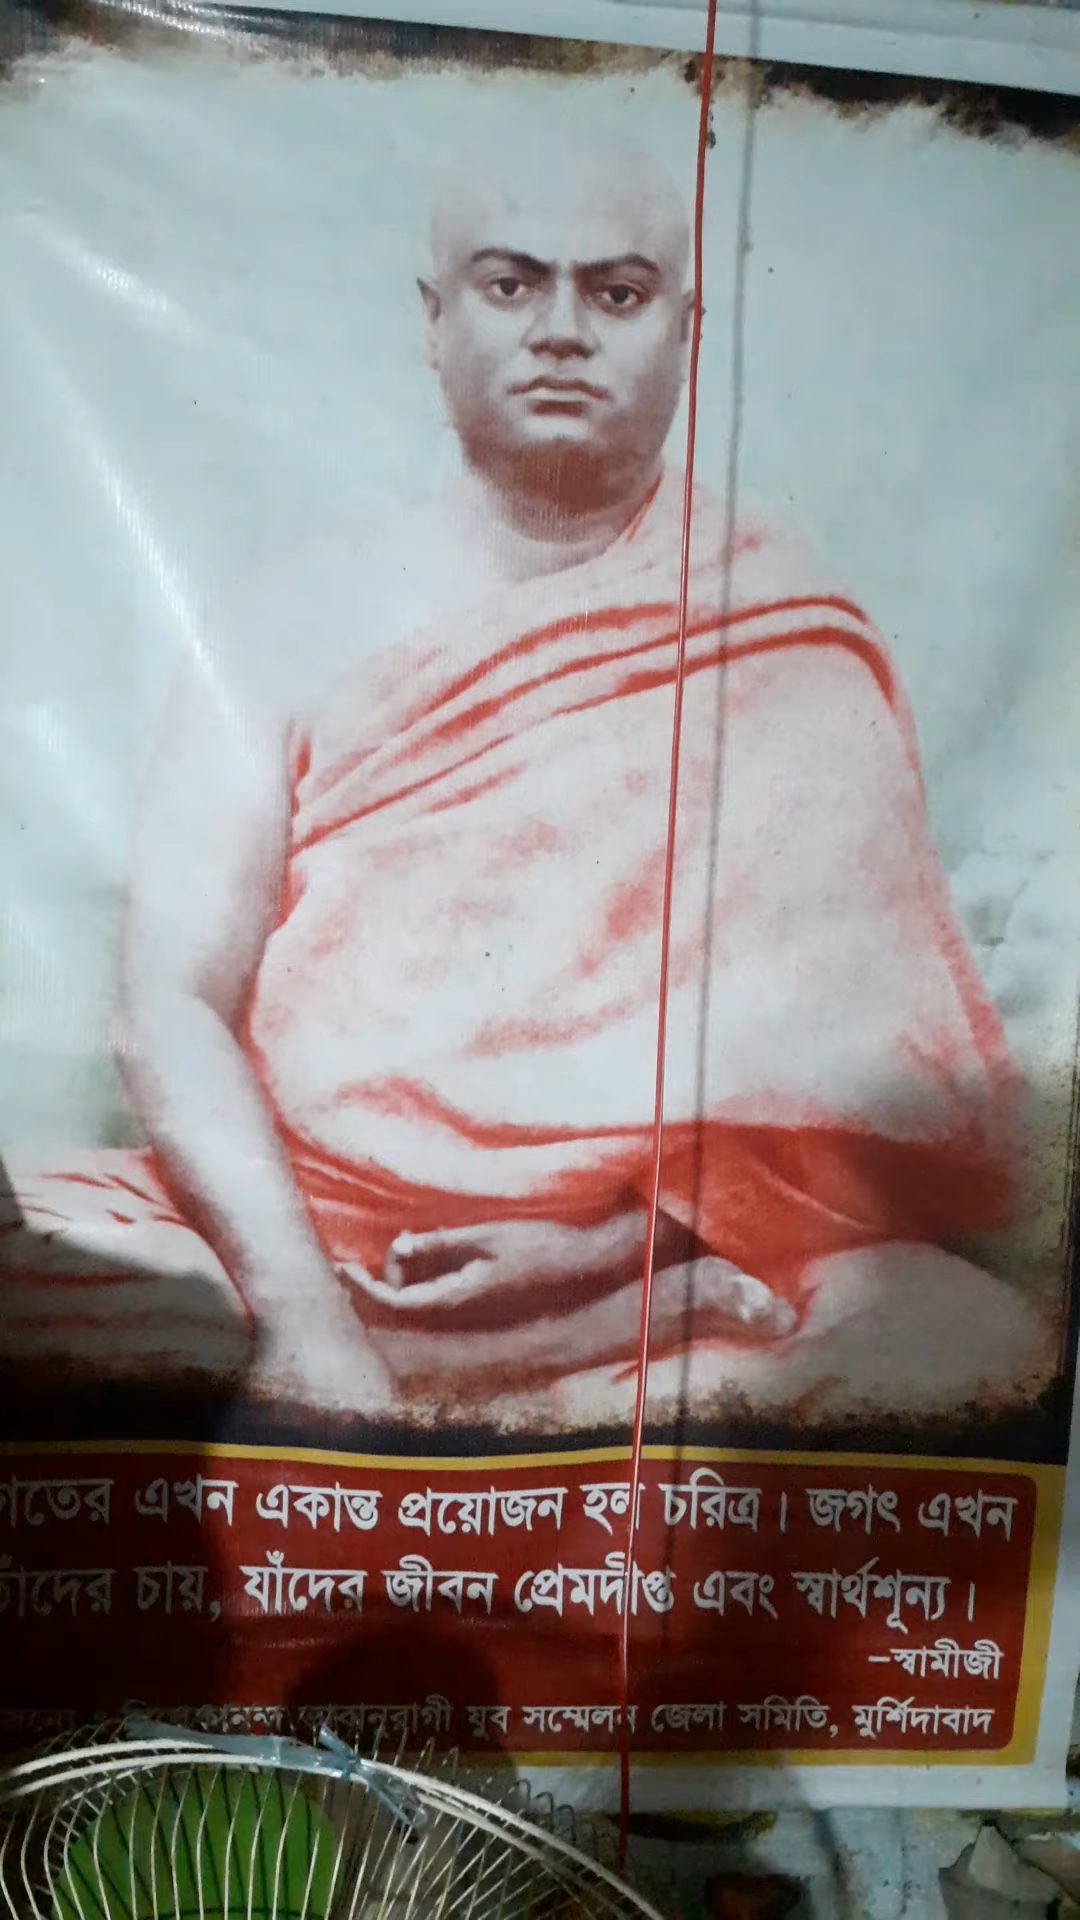 এখন একান্ত প্রয়োজন হল চরিত্র। জগৎ এখন
চায়, যাঁদের জীবন প্রেমদীপ্ত এবং স্বার্থশূন্য।
–স্বামীজী
যুব সম্মেলন জেলা সমিতি, মুর্শিদাবাদ